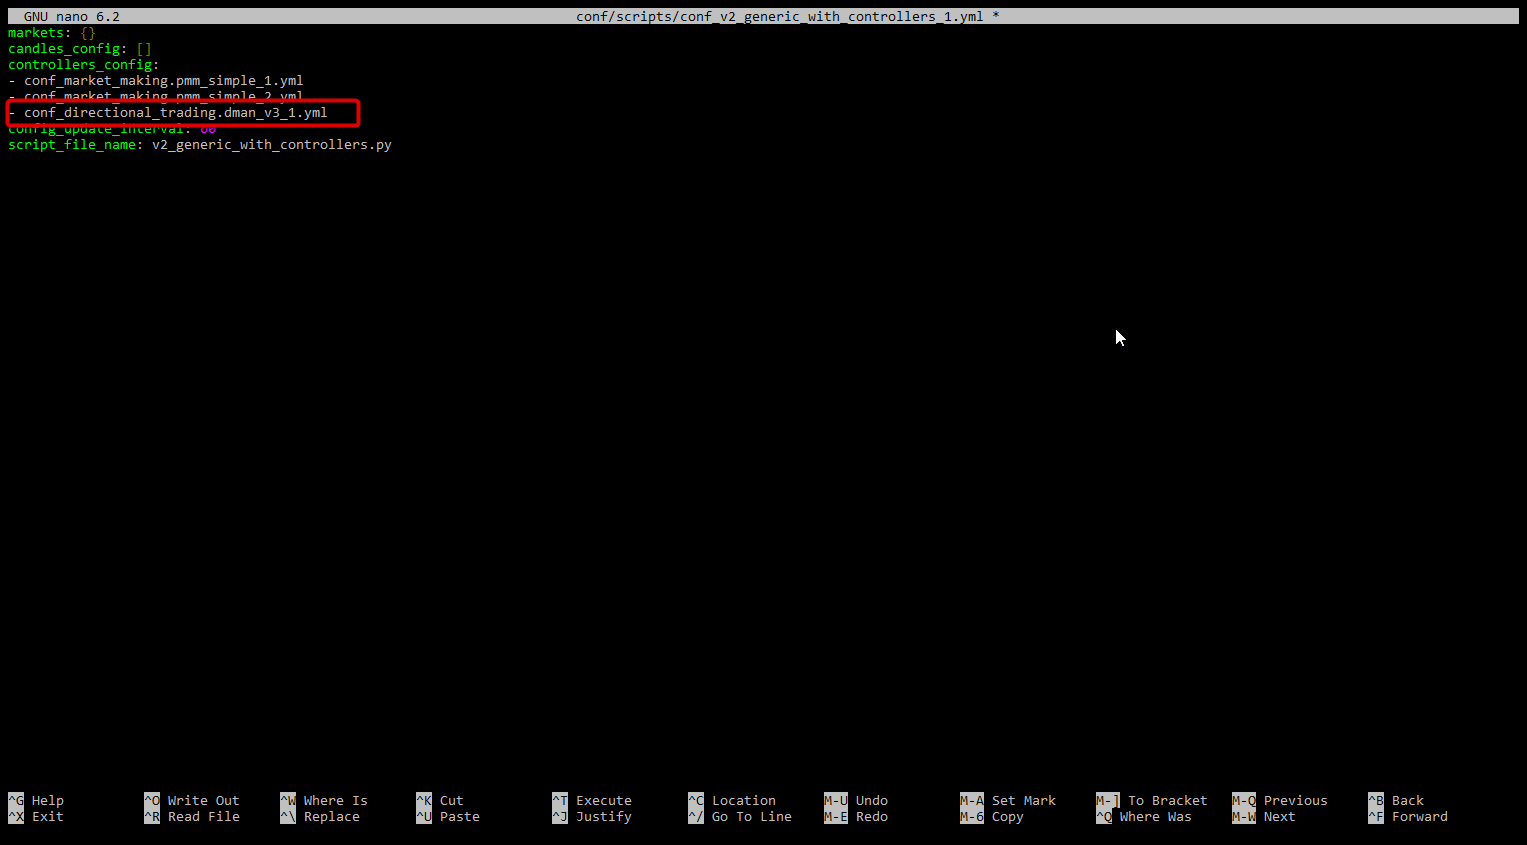 GNU nano 6.2 conf/scripts/conf_v2_generic_with_controllers_1.yml *
markets: {}
candles_config: []
controllers_config:
- conf_market_making.pmm_simple_1.yml
- conf_market_making.pmm_simple_2.yml
- conf_directional_trading.dman_v3_1.yml
config_update_interval: 60
script_file_name: v2_generic_with_controllers.py
^G Help ^O Write Out ^W Where Is ^K Cut ^T Execute ^C Location M-U Undo M-A Set Mark M-] To Bracket M-Q Previous ^B Back
^X Exit ^R Read File ^\ Replace ^U Paste ^J Justify ^/ Go To Line M-E Redo M-6 Copy ^Q Where Was M-W Next ^F Forward